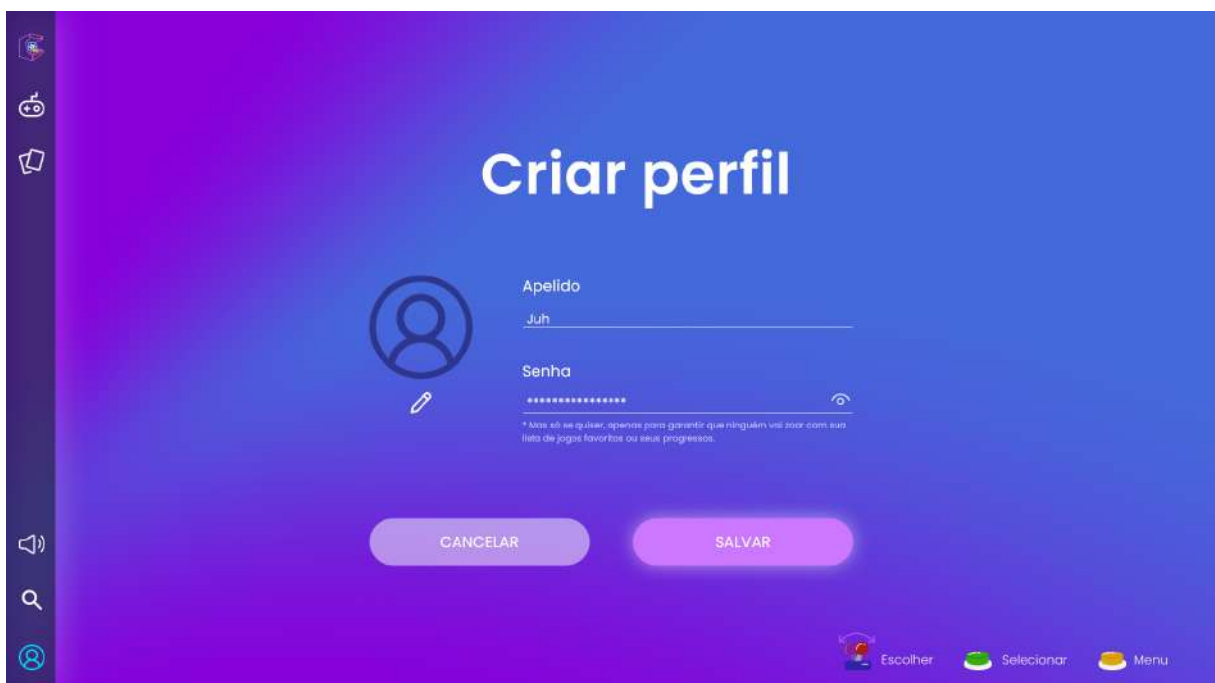 Criar perfil
Apelido
Juh
Senha
****************
* Mas só se quiser, apenas para garantir que ninguém vai zoar com sua
lista de jogos favoritos ou seus progressos.
CANCELAR
SALVAR
Escolher
Selecionar
Menu